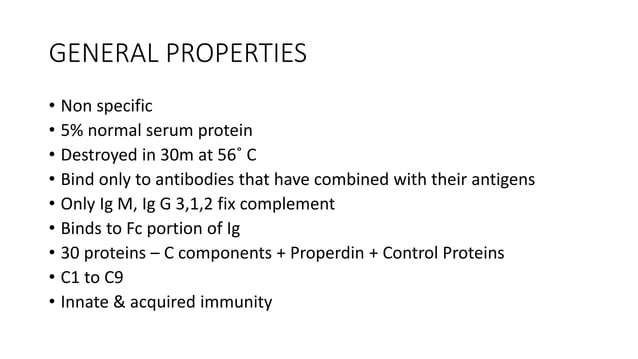 GENERAL PROPERTIES
• Non specific
• 5% normal serum protein
• Destroyed in 30m at 56˚ C
• Bind only to antibodies that have combined with their antigens
• Only Ig M, Ig G 3,1,2 fix complement
• Binds to Fc portion of Ig
• 30 proteins – C components + Properdin + Control Proteins
• C1 to C9
• Innate & acquired immunity